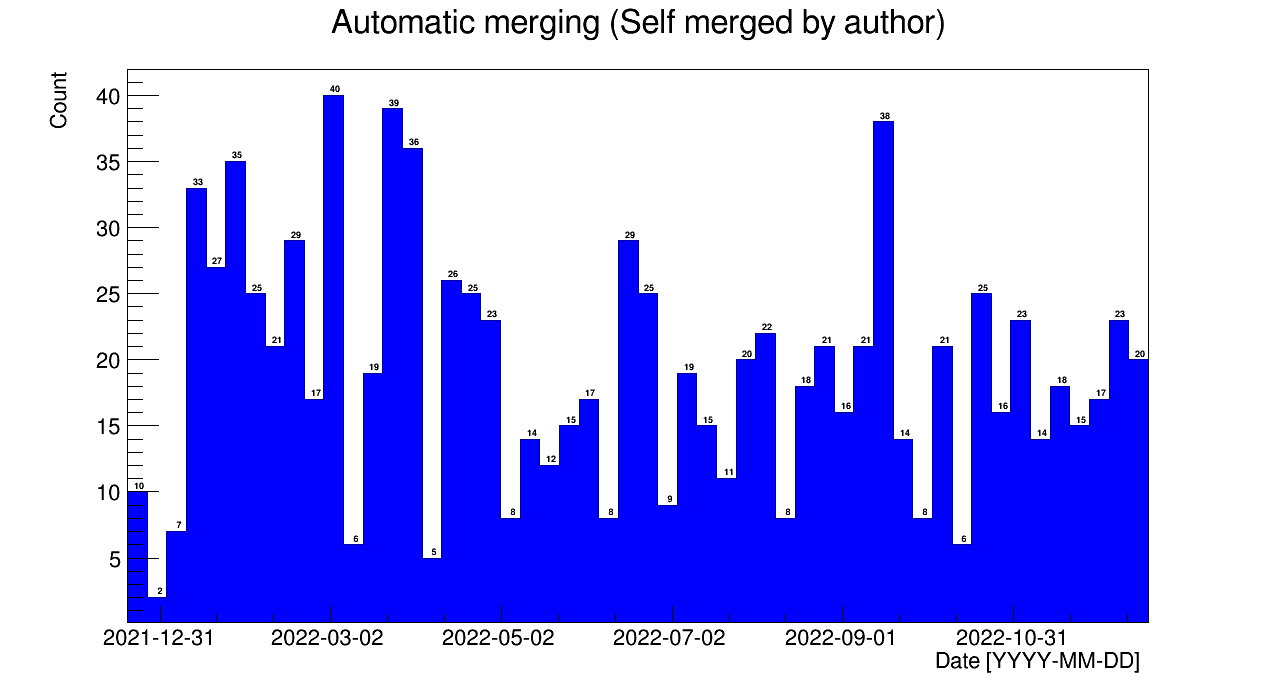 Automatic merging (Self merged by author)
Count
40
35
30
25
20
15
10
5
10 2 7 33 27 35 25 21 29 17 40 6 19 39 36 5 26 25 23 8 14 12 15 17 8 29 25 9 19 15 11 20 22 8 18 21 16 21 38 14 8 21 6 25 16 23 14 18 15 17 23 20
2021-12-31 2022-03-02 2022-05-02 2022-07-02 2022-09-01 2022-10-31
Date [YYYY-MM-DD]